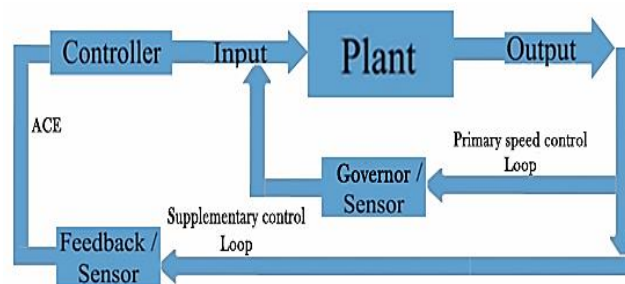 Controller
Input
Plant
Output
ACE
Primary speed control
Loop
Governor /
Sensor
Supplementary control
Loop
Feedback /
Sensor